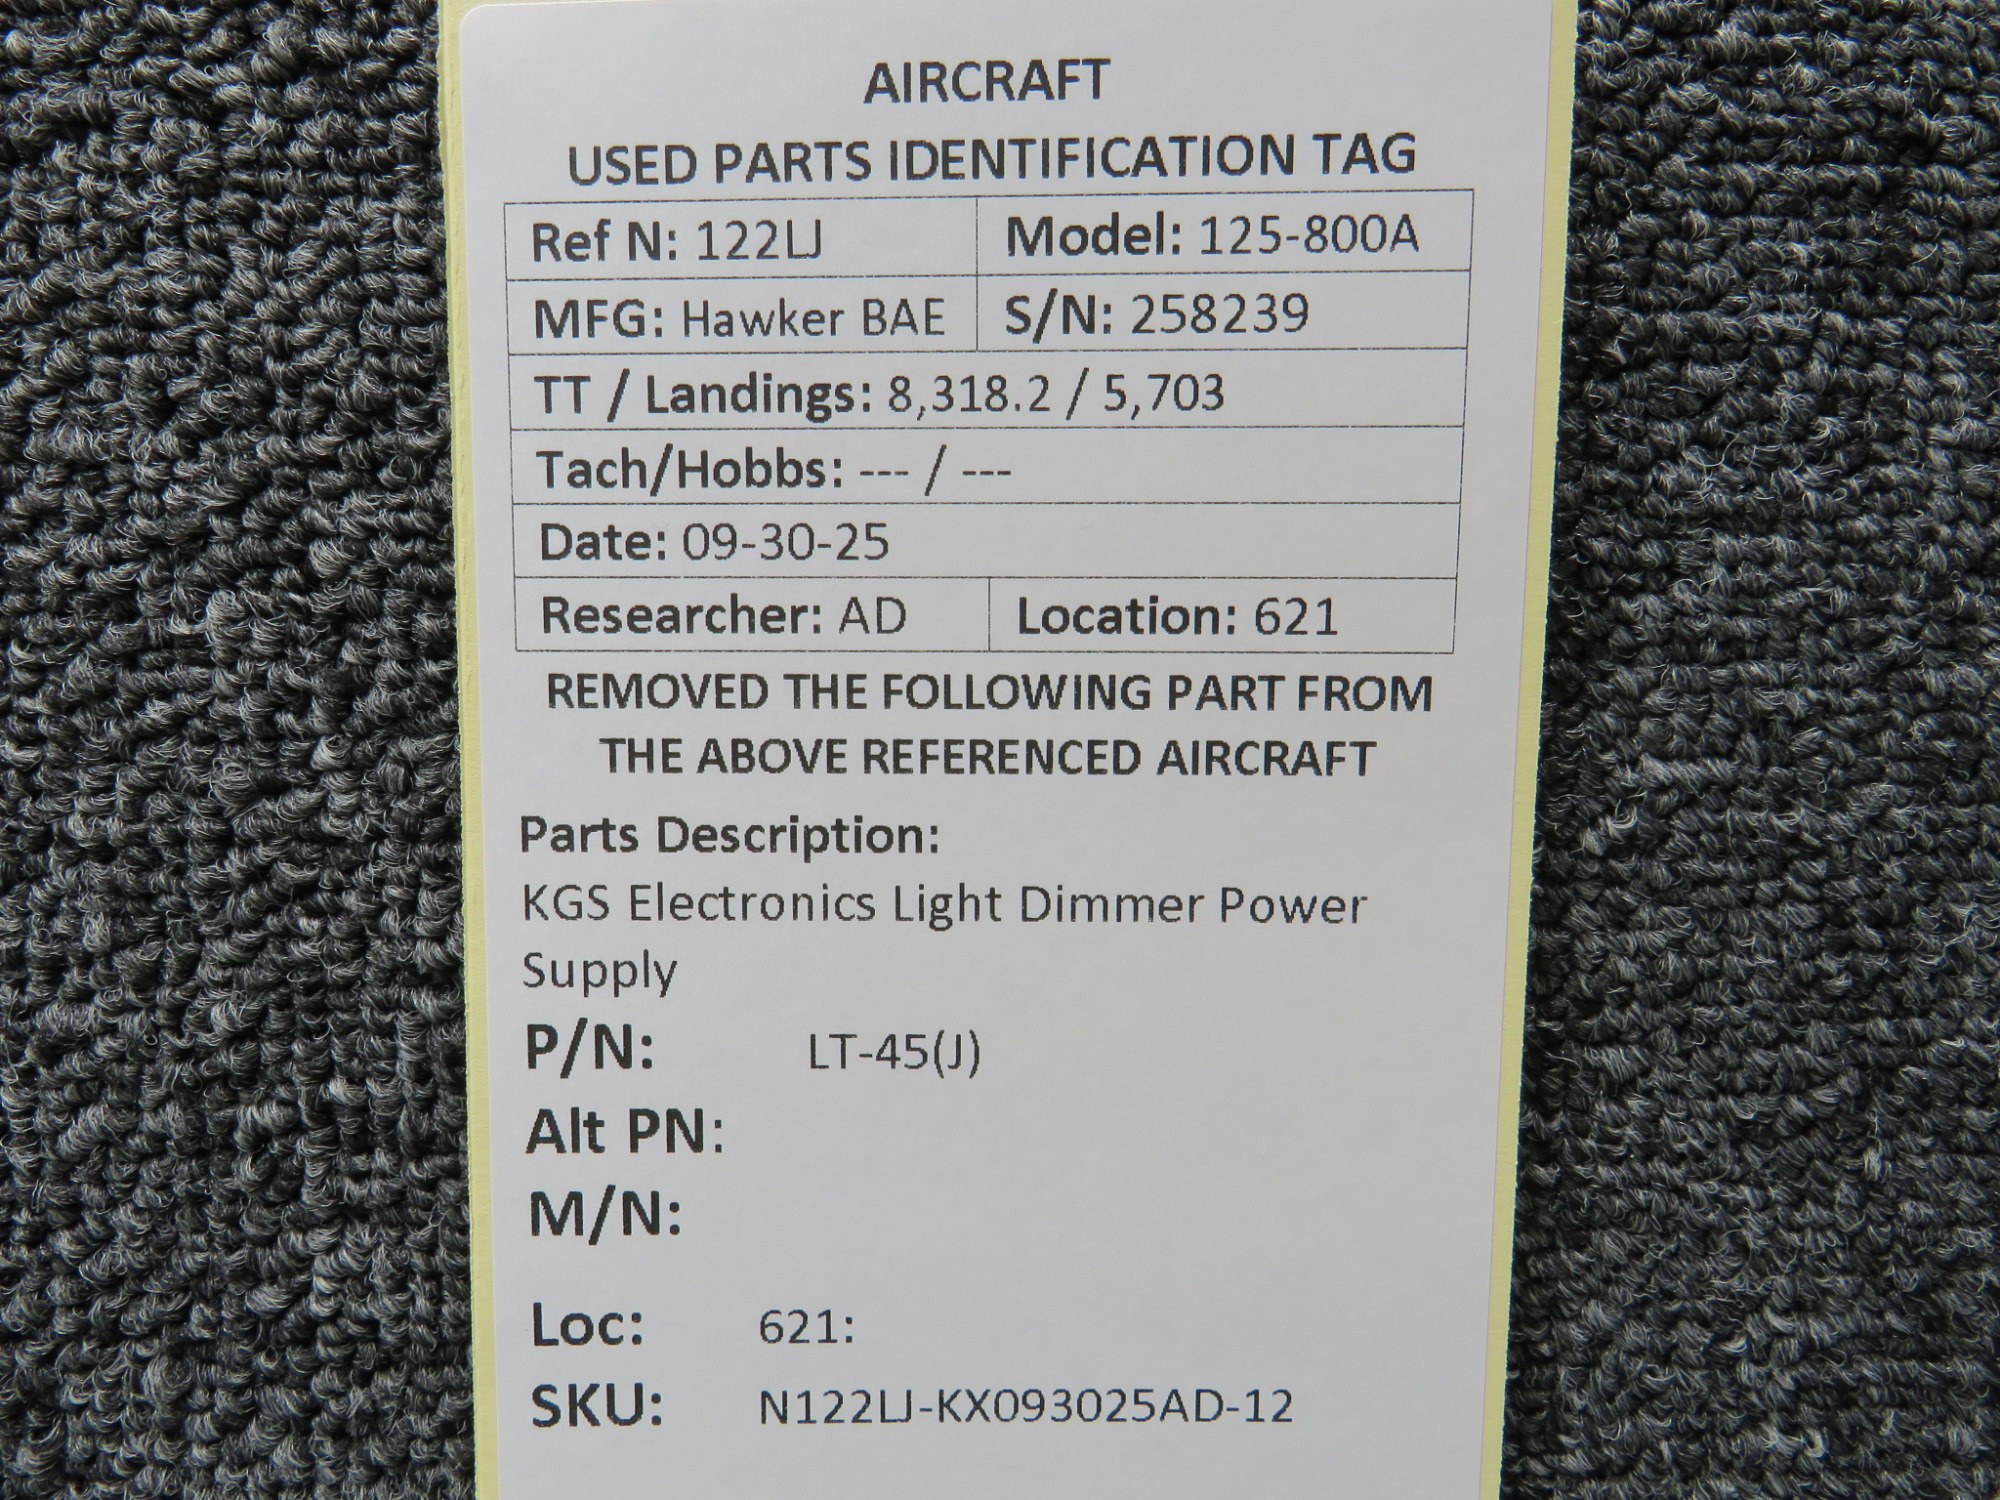 AIRCRAFT
USED PARTS IDENTIFICATION TAG
Ref N: 122LJ Model: 125-800A
MFG: Hawker BAE S/N: 258239
TT / Landings: 8,318.2 / 5,703
Tach/Hobbs: --- / ---
Date: 09-30-25
Researcher: AD Location: 621
REMOVED THE FOLLOWING PART FROM
THE ABOVE REFERENCED AIRCRAFT
Parts Description:
KGS Electronics Light Dimmer Power
Supply
P/N: LT-45(J)
Alt PN:
M/N:
Loc: 621:
SKU: N122LJ-KX093025AD-12